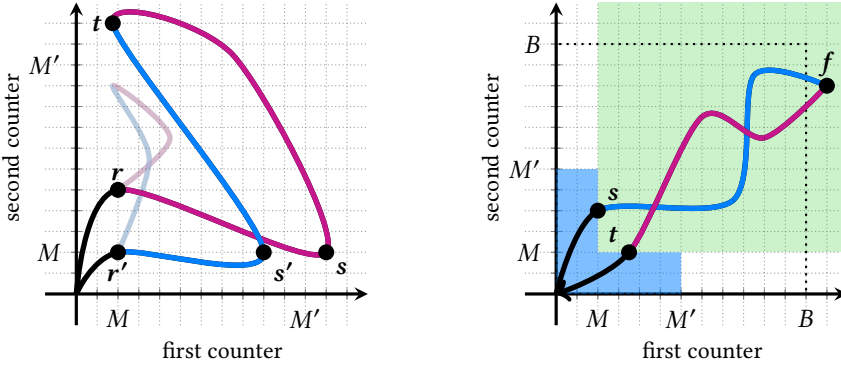 t
M′
r
second counter
M
r′
s′
s
M
M′
first counter
B
f
M′
s
second counter
t
M
M
M′
B
first counter